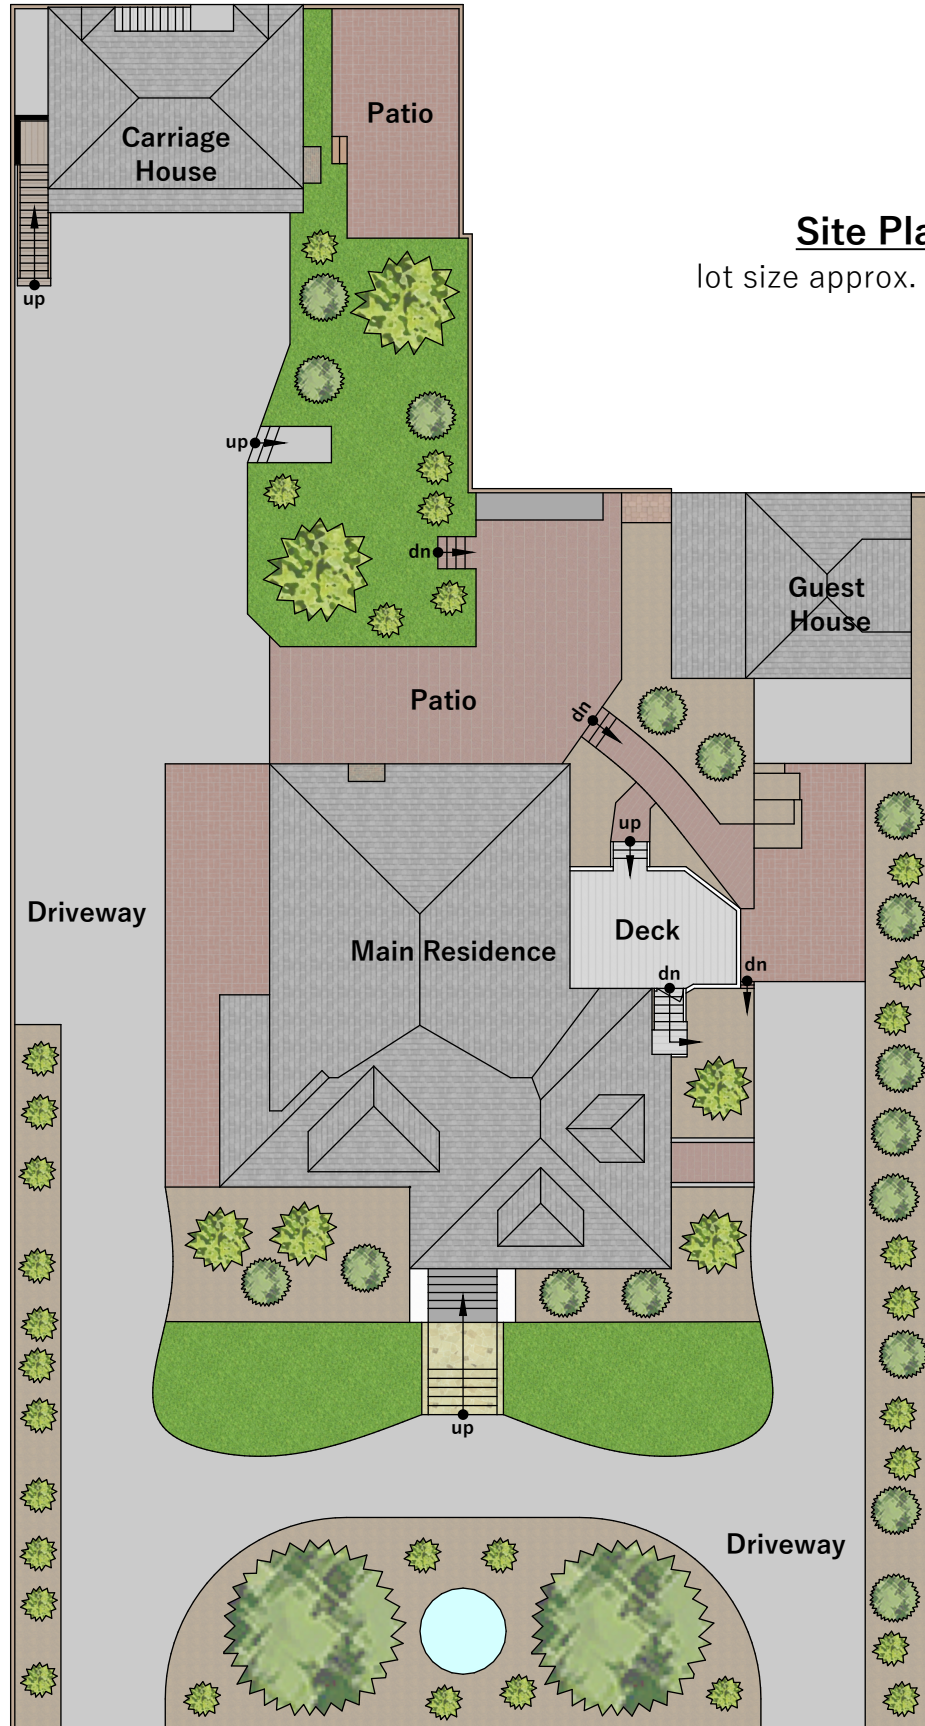 Patio
Carriage
House
Site Pla
lot size approx.
up
up
dn
Guest
House
Patio
dn
up
Driveway
Main Residence
Deck
dn
dn
up
Driveway